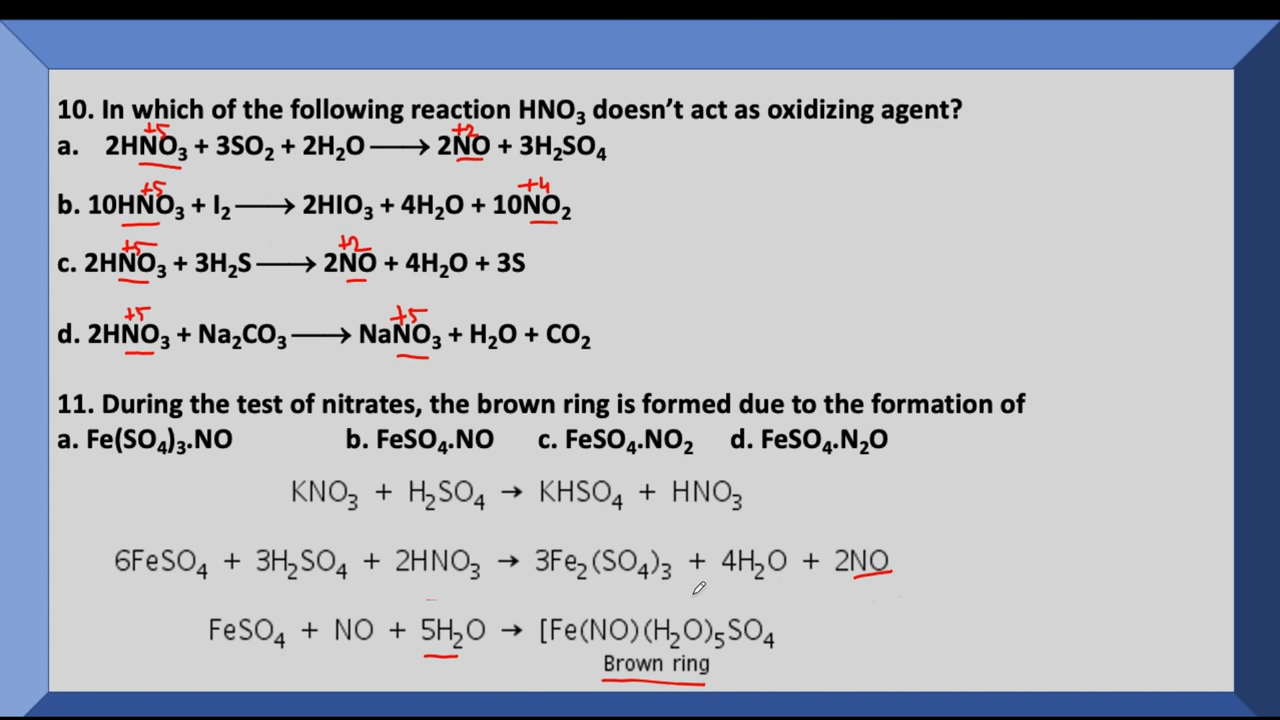 10. In which of the following reaction HNO₃ doesn't act as oxidizing agent?
+5 +2
a. 2HNO₃ + 3SO₂ + 2H₂O ⟶ 2NO + 3H₂SO₄
+5 +4
b. 10HNO₃ + I₂ ⟶ 2HIO₃ + 4H₂O + 10NO₂
+5 +2
c. 2HNO₃ + 3H₂S ⟶ 2NO + 4H₂O + 3S
+5 +5
d. 2HNO₃ + Na₂CO₃ ⟶ NaNO₃ + H₂O + CO₂
11. During the test of nitrates, the brown ring is formed due to the formation of
a. Fe(SO₄)₃.NO b. FeSO₄.NO c. FeSO₄.NO₂ d. FeSO₄.N₂O
KNO₃ + H₂SO₄ → KHSO₄ + HNO₃
6FeSO₄ + 3H₂SO₄ + 2HNO₃ → 3Fe₂(SO₄)₃ + 4H₂O + 2NO
FeSO₄ + NO + 5H₂O → [Fe(NO)(H₂O)₅SO₄
Brown ring